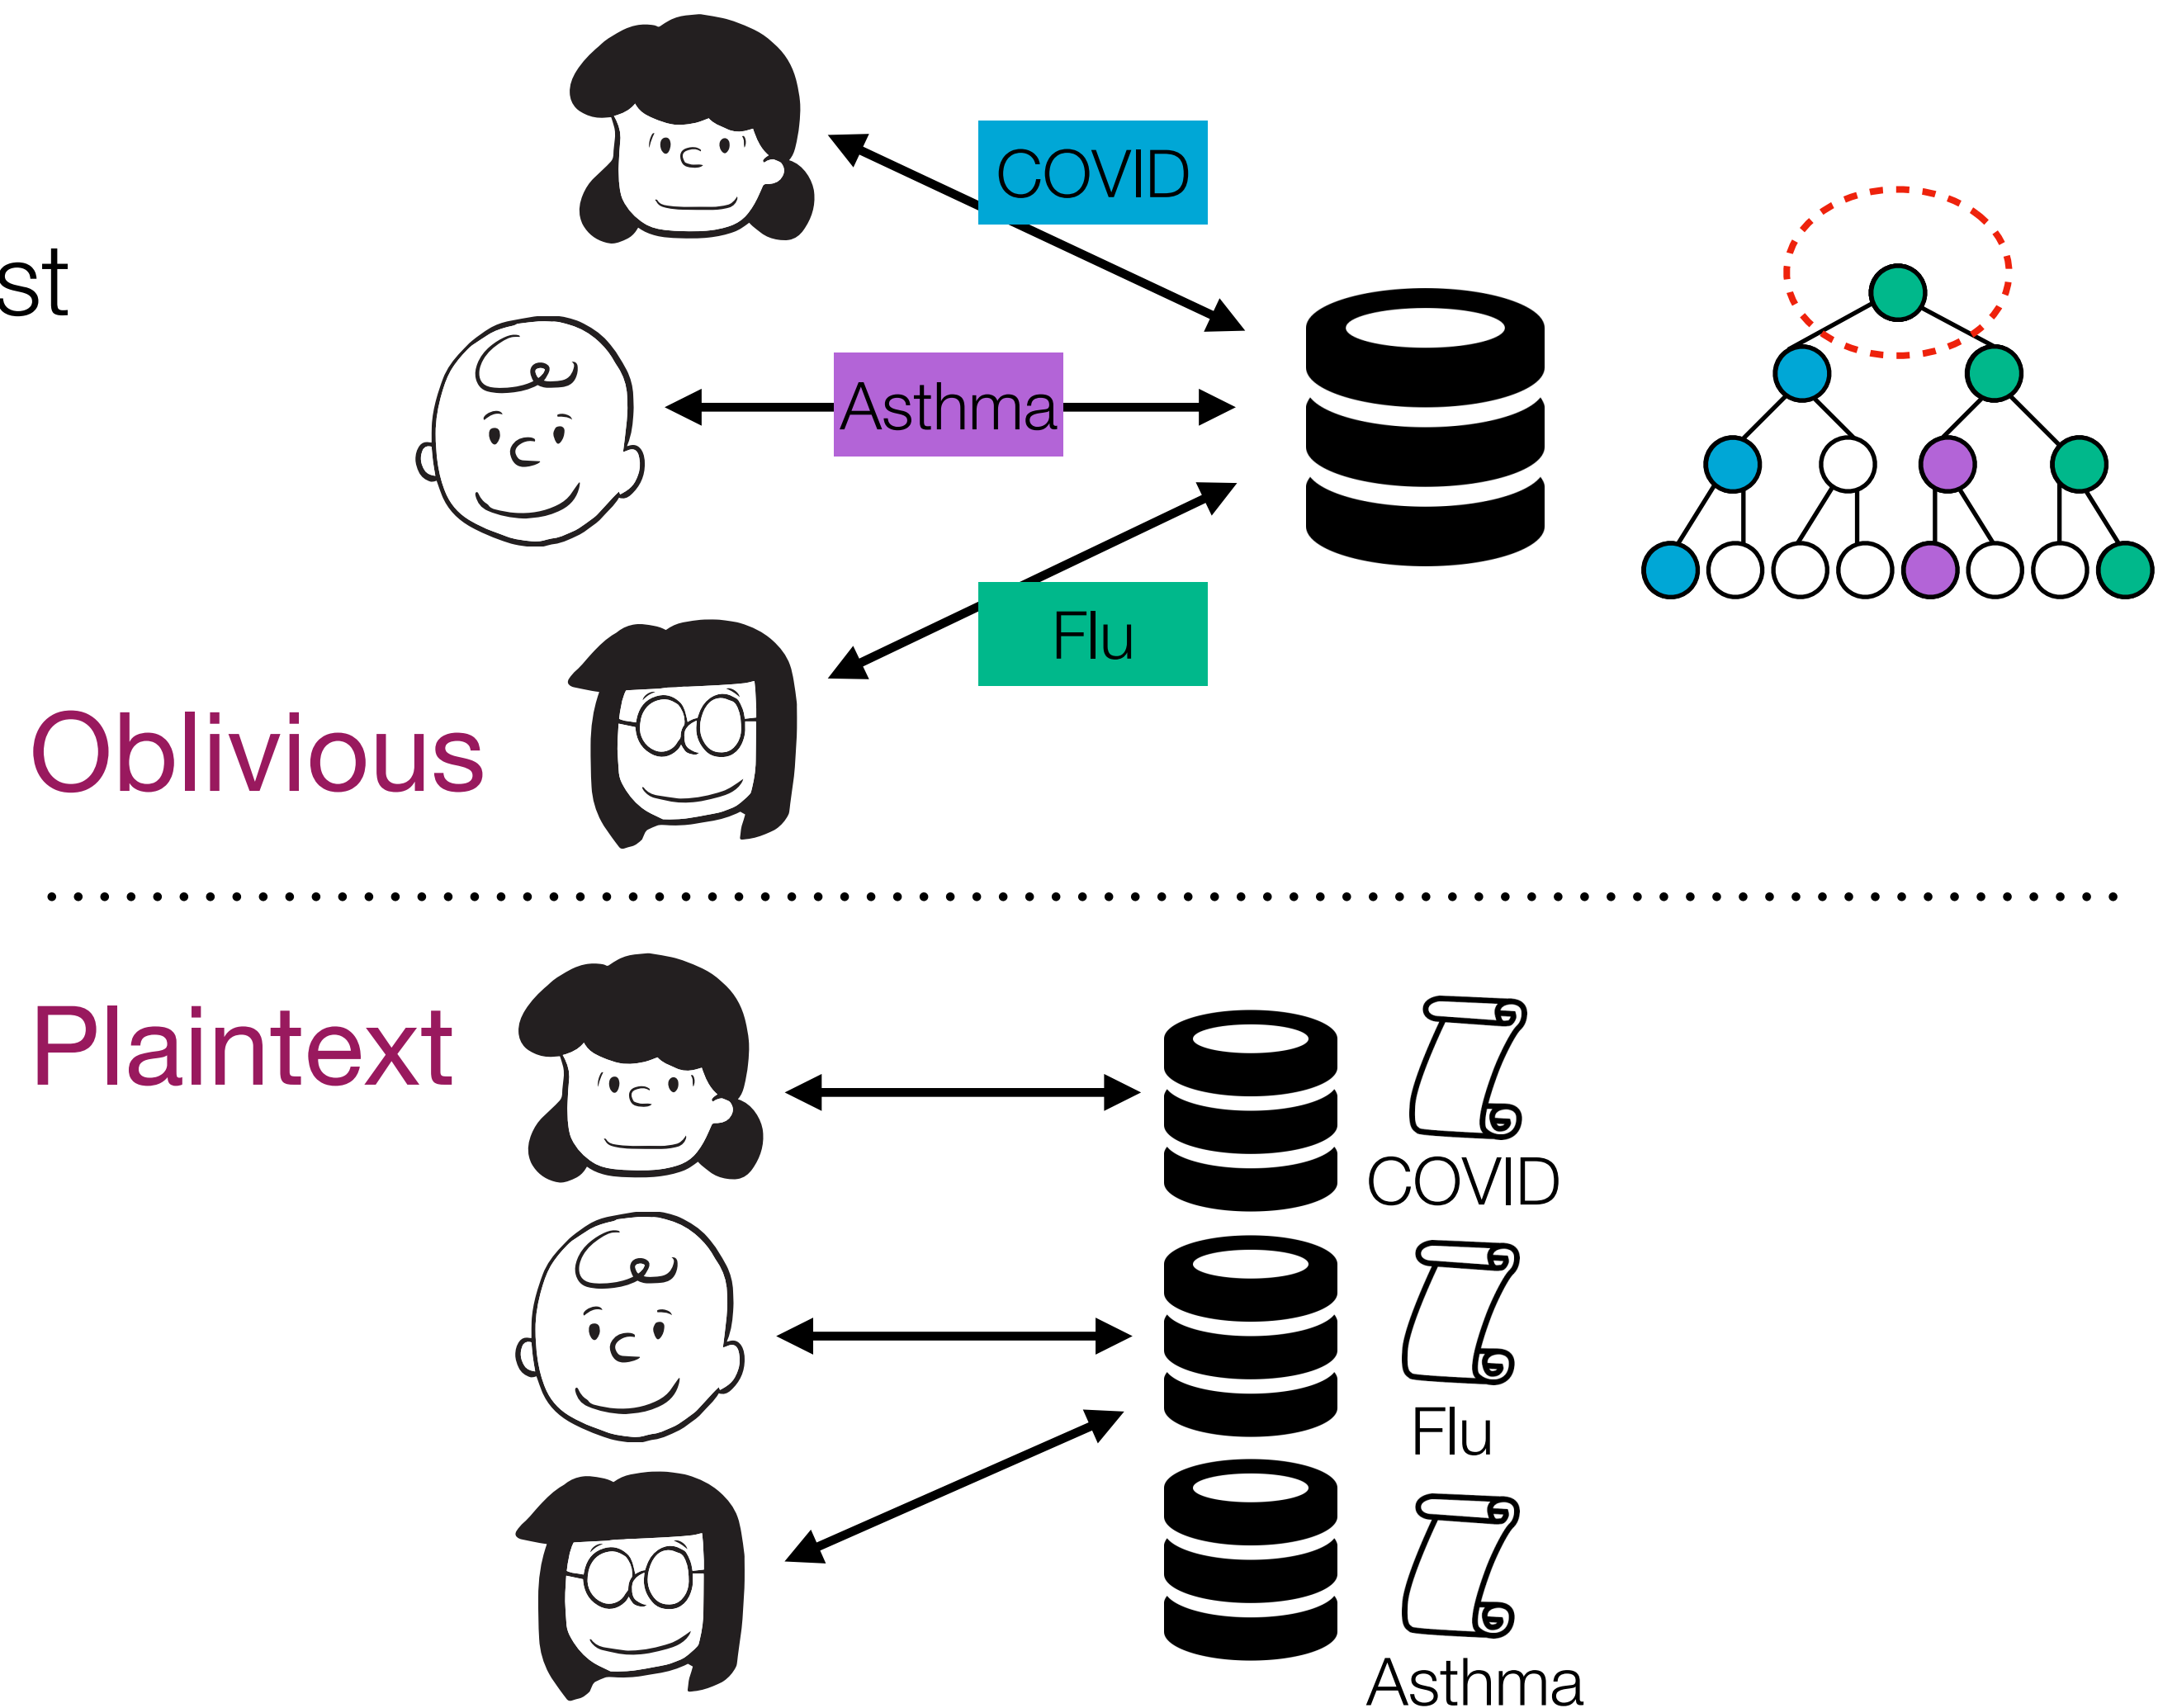 COVID
st
Asthma
Flu
Oblivious
Plaintext
COVID
Flu
Asthma